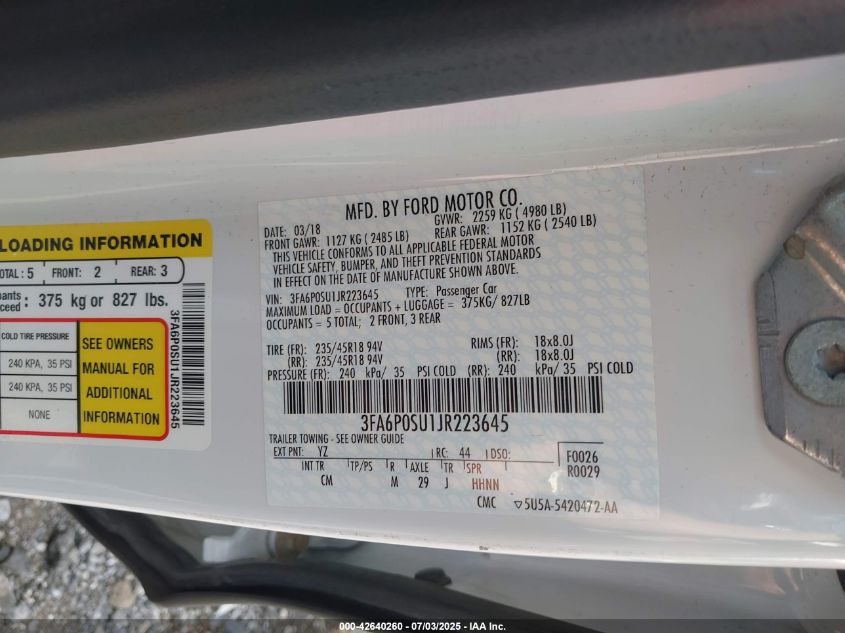 LOADING INFORMATION
TOTAL : 5 FRONT: 2 REAR: 3
375 kg or 827 lbs.
COLD TIRE PRESSURE
240 KPA, 35 PSI
240 KPA, 35 PSI
NONE
SEE OWNERS
MANUAL FOR
ADDITIONAL
INFORMATION
3FA6P0SU1JR223645
MFD. BY FORD MOTOR CO.
DATE: 03/18 GVWR: 2259 KG ( 4980 LB)
FRONT GAWR: 1127 KG ( 2485 LB) REAR GAWR: 1152 KG ( 2540 LB)
THIS VEHICLE CONFORMS TO ALL APPLICABLE FEDERAL MOTOR
VEHICLE SAFETY, BUMPER, AND THEFT PREVENTION STANDARDS
IN EFFECT ON THE DATE OF MANUFACTURE SHOWN ABOVE.
VIN: 3FA6P0SU1JR223645 TYPE: Passenger Car
MAXIMUM LOAD = OCCUPANTS + LUGGAGE = 375KG/ 827LB
OCCUPANTS = 5 TOTAL; 2 FRONT, 3 REAR
TIRE (FR): 235/45R18 94V RIMS (FR): 18x8.0J
(RR): 235/45R18 94V (RR): 18x8.0J
PRESSURE (FR): 240 kPa/ 35 PSI COLD (RR): 240 kPa/ 35 PSI COLD
3FA6P0SU1JR223645
TRAILER TOWING - SEE OWNER GUIDE
EXT PNT: YZ RC: 44 DSO: F0026
R0029
INT TR TP/PS R AXLE TR SPR
CM M 29 J HHNN
CMC ▽5U5A-5420472-AA
000-42640260 - 07/03/2025 - IAA Inc.